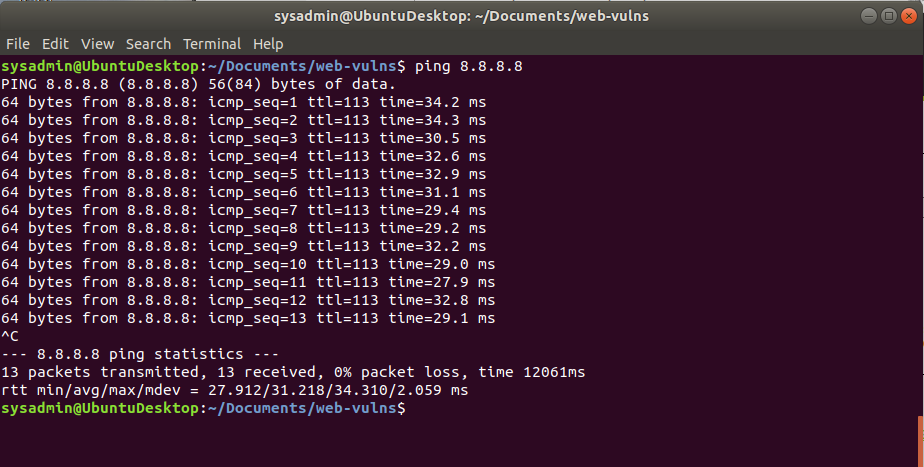 sysadmin@UbuntuDesktop: ~/Documents/web-vulns
File Edit View Search Terminal Help
sysadmin@UbuntuDesktop:~/Documents/web-vulns$ ping 8.8.8.8
PING 8.8.8.8 (8.8.8.8) 56(84) bytes of data.
64 bytes from 8.8.8.8: icmp_seq=1 ttl=113 time=34.2 ms
64 bytes from 8.8.8.8: icmp_seq=2 ttl=113 time=34.3 ms
64 bytes from 8.8.8.8: icmp_seq=3 ttl=113 time=30.5 ms
64 bytes from 8.8.8.8: icmp_seq=4 ttl=113 time=32.6 ms
64 bytes from 8.8.8.8: icmp_seq=5 ttl=113 time=32.9 ms
64 bytes from 8.8.8.8: icmp_seq=6 ttl=113 time=31.1 ms
64 bytes from 8.8.8.8: icmp_seq=7 ttl=113 time=29.4 ms
64 bytes from 8.8.8.8: icmp_seq=8 ttl=113 time=29.2 ms
64 bytes from 8.8.8.8: icmp_seq=9 ttl=113 time=32.2 ms
64 bytes from 8.8.8.8: icmp_seq=10 ttl=113 time=29.0 ms
64 bytes from 8.8.8.8: icmp_seq=11 ttl=113 time=27.9 ms
64 bytes from 8.8.8.8: icmp_seq=12 ttl=113 time=32.8 ms
64 bytes from 8.8.8.8: icmp_seq=13 ttl=113 time=29.1 ms
^C
--- 8.8.8.8 ping statistics ---
13 packets transmitted, 13 received, 0% packet loss, time 12061ms
rtt min/avg/max/mdev = 27.912/31.218/34.310/2.059 ms
sysadmin@UbuntuDesktop:~/Documents/web-vulns$